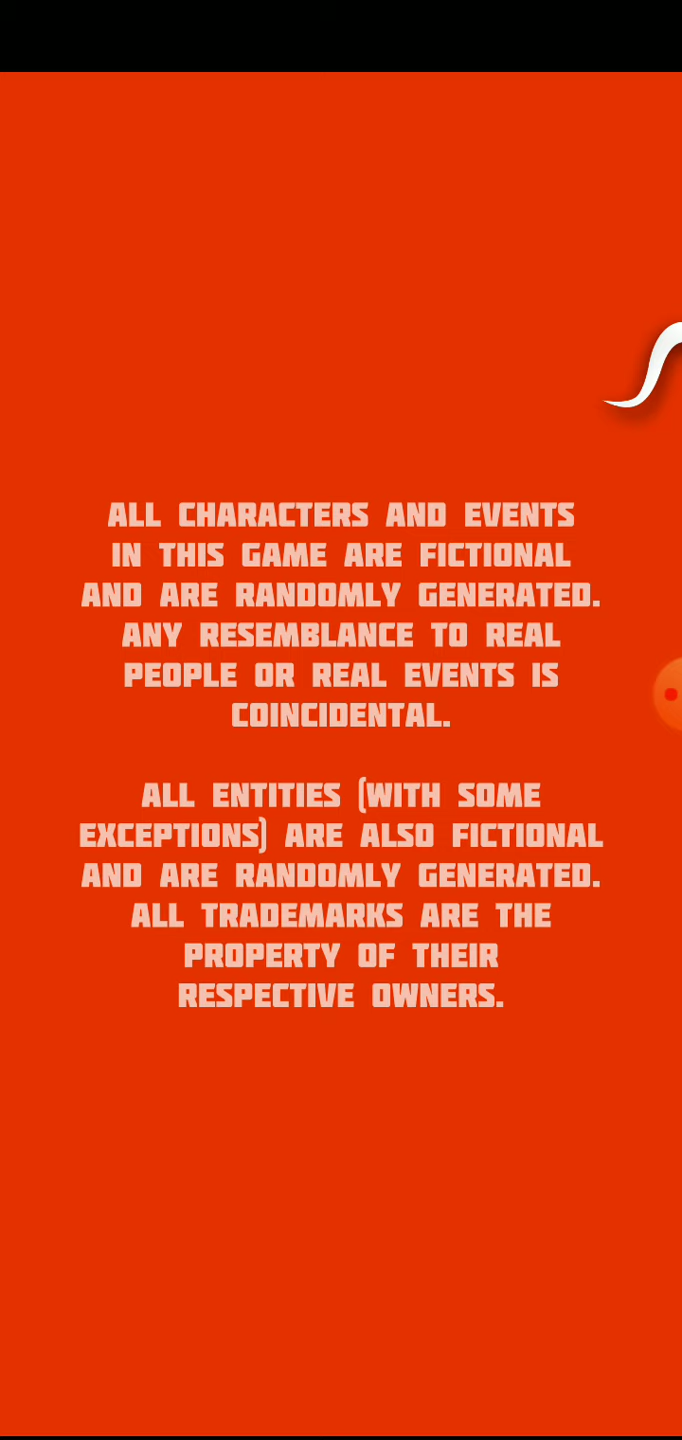 ALL CHARACTERS AND EVENTS
IN THIS GAME ARE FICTIONAL
AND ARE RANDOMLY GENERATED.
ANY RESEMBLANCE TO REAL
PEOPLE OR REAL EVENTS IS
COINCIDENTAL.
ALL ENTITIES (WITH SOME
EXCEPTIONS) ARE ALSO FICTIONAL
AND ARE RANDOMLY GENERATED.
ALL TRADEMARKS ARE THE
PROPERTY OF THEIR
RESPECTIVE OWNERS.